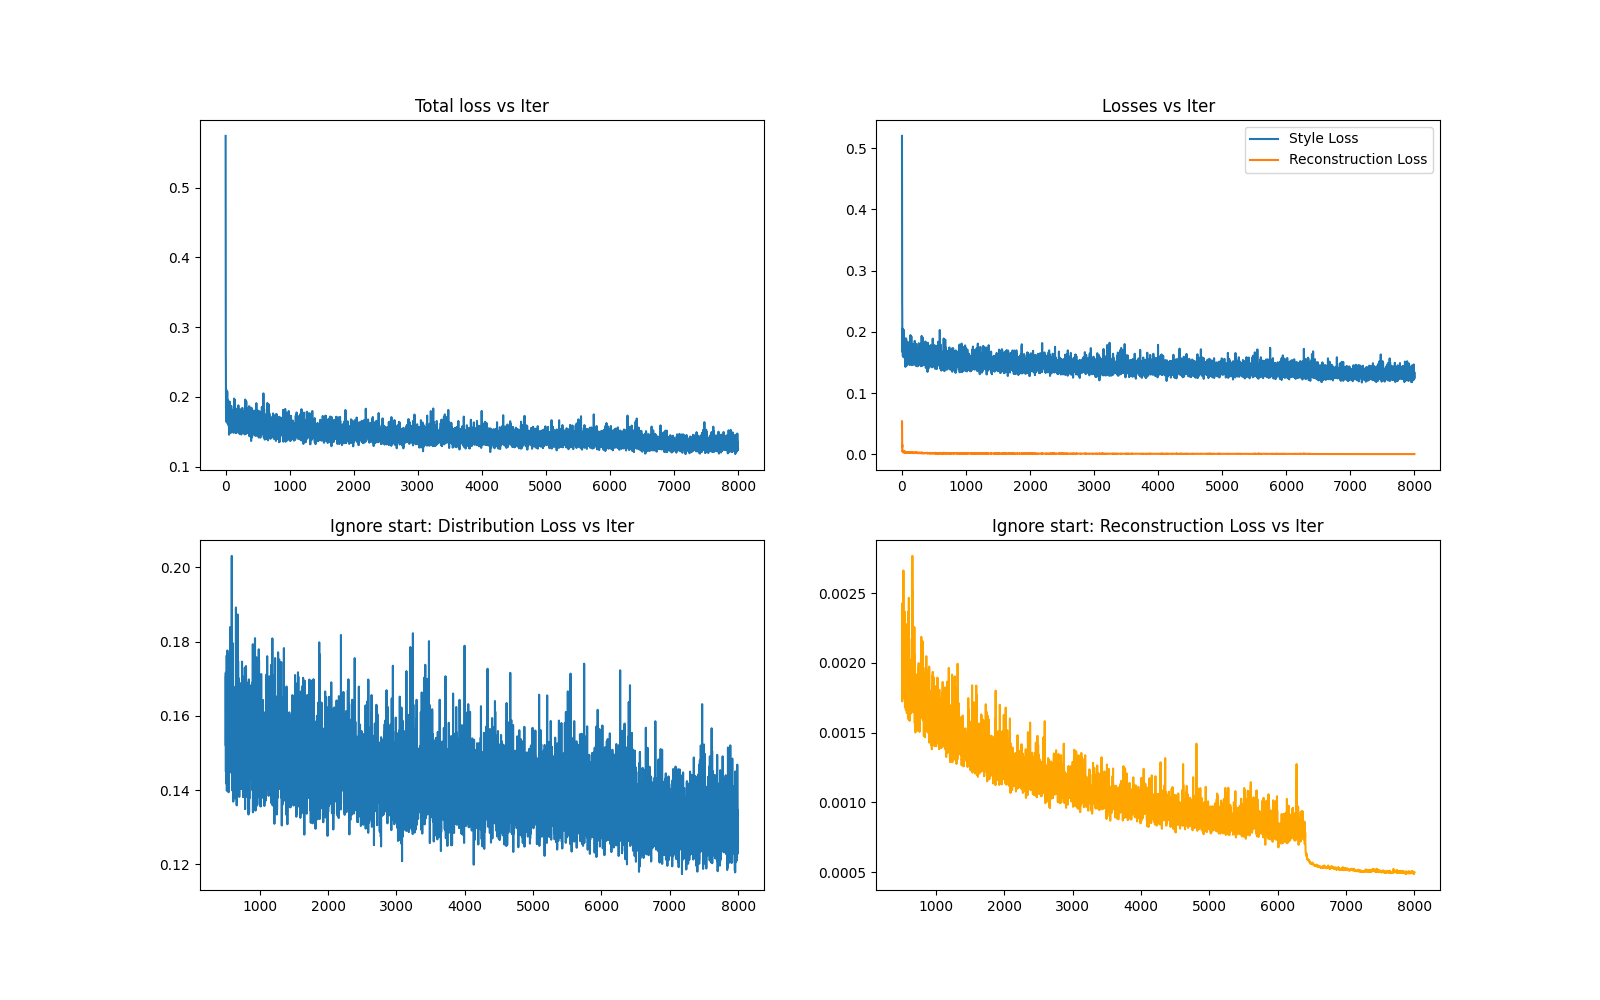 Total loss vs Iter
0.5
0.4
0.3
0.2
0.1
0 1000 2000 3000 4000 5000 6000 7000 8000
Losses vs Iter
Style Loss
Reconstruction Loss
0.5
0.4
0.3
0.2
0.1
0.0
0 1000 2000 3000 4000 5000 6000 7000 8000
Ignore start: Distribution Loss vs Iter
0.20
0.18
0.16
0.14
0.12
1000 2000 3000 4000 5000 6000 7000 8000
Ignore start: Reconstruction Loss vs Iter
0.0025
0.0020
0.0015
0.0010
0.0005
1000 2000 3000 4000 5000 6000 7000 8000